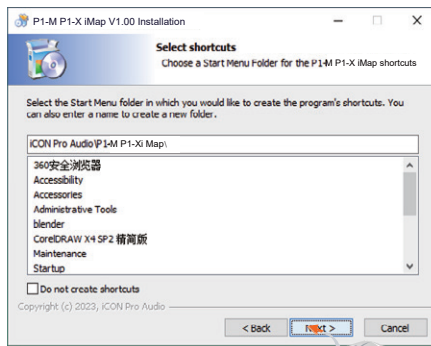 P1-M P1-X iMap V1.00 Installation
Select shortcuts
Choose a Start Menu Folder for the P1-M P1-X iMap shortcuts
Select the Start Menu folder in which you would like to create the program's shortcuts. You
can also enter a name to create a new folder.
iCON Pro Audio\P1-M P1-Xi Map\
360安全浏览器
Accessibility
Accessories
Administrative Tools
blender
CorelDRAW X4 SP2 精简版
Maintenance
Startup
Do not create shortcuts
Copyright (c) 2023, iCON Pro Audio
< Back Next > Cancel